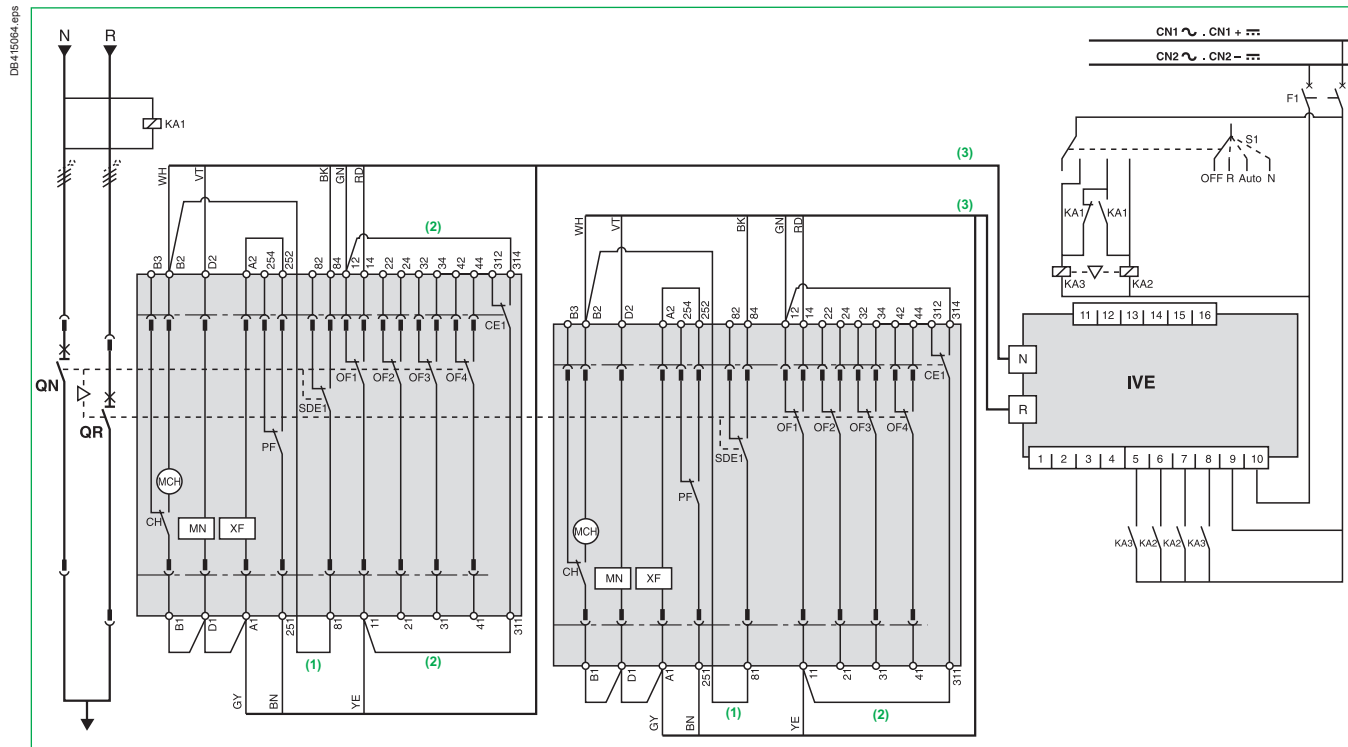 DB415064.eps
N R
KA1
CN1 ∿ . CN1 + ⎓
CN2 ∿ . CN2 – ⎓
F1
S1
OFF R Auto N
KA1 KA1
KA3 KA2
(3)
WH VT BK GN RD
(2)
B3 B2 D2 A2 254 252 82 84 12 14 22 24 32 34 42 44 312 314
CE1
OF1 OF2 OF3 OF4
SDE1
PF
MCH
CH
MN XF
B1 D1 A1 251 81 11 21 31 41 311
(1) (2)
GY BN YE
QN
QR
(3)
WH VT BK GN RD
B3 B2 D2 A2 254 252 82 84 12 14 22 24 32 34 42 44 312 314
CE1
OF1 OF2 OF3 OF4
SDE1
PF
MCH
CH
MN XF
B1 D1 A1 251 81 11 21 31 41 311
(1) (2)
GY BN YE
11 12 13 14 15 16
N
R
IVE
1 2 3 4 5 6 7 8 9 10
KA3 KA2 KA2 KA3